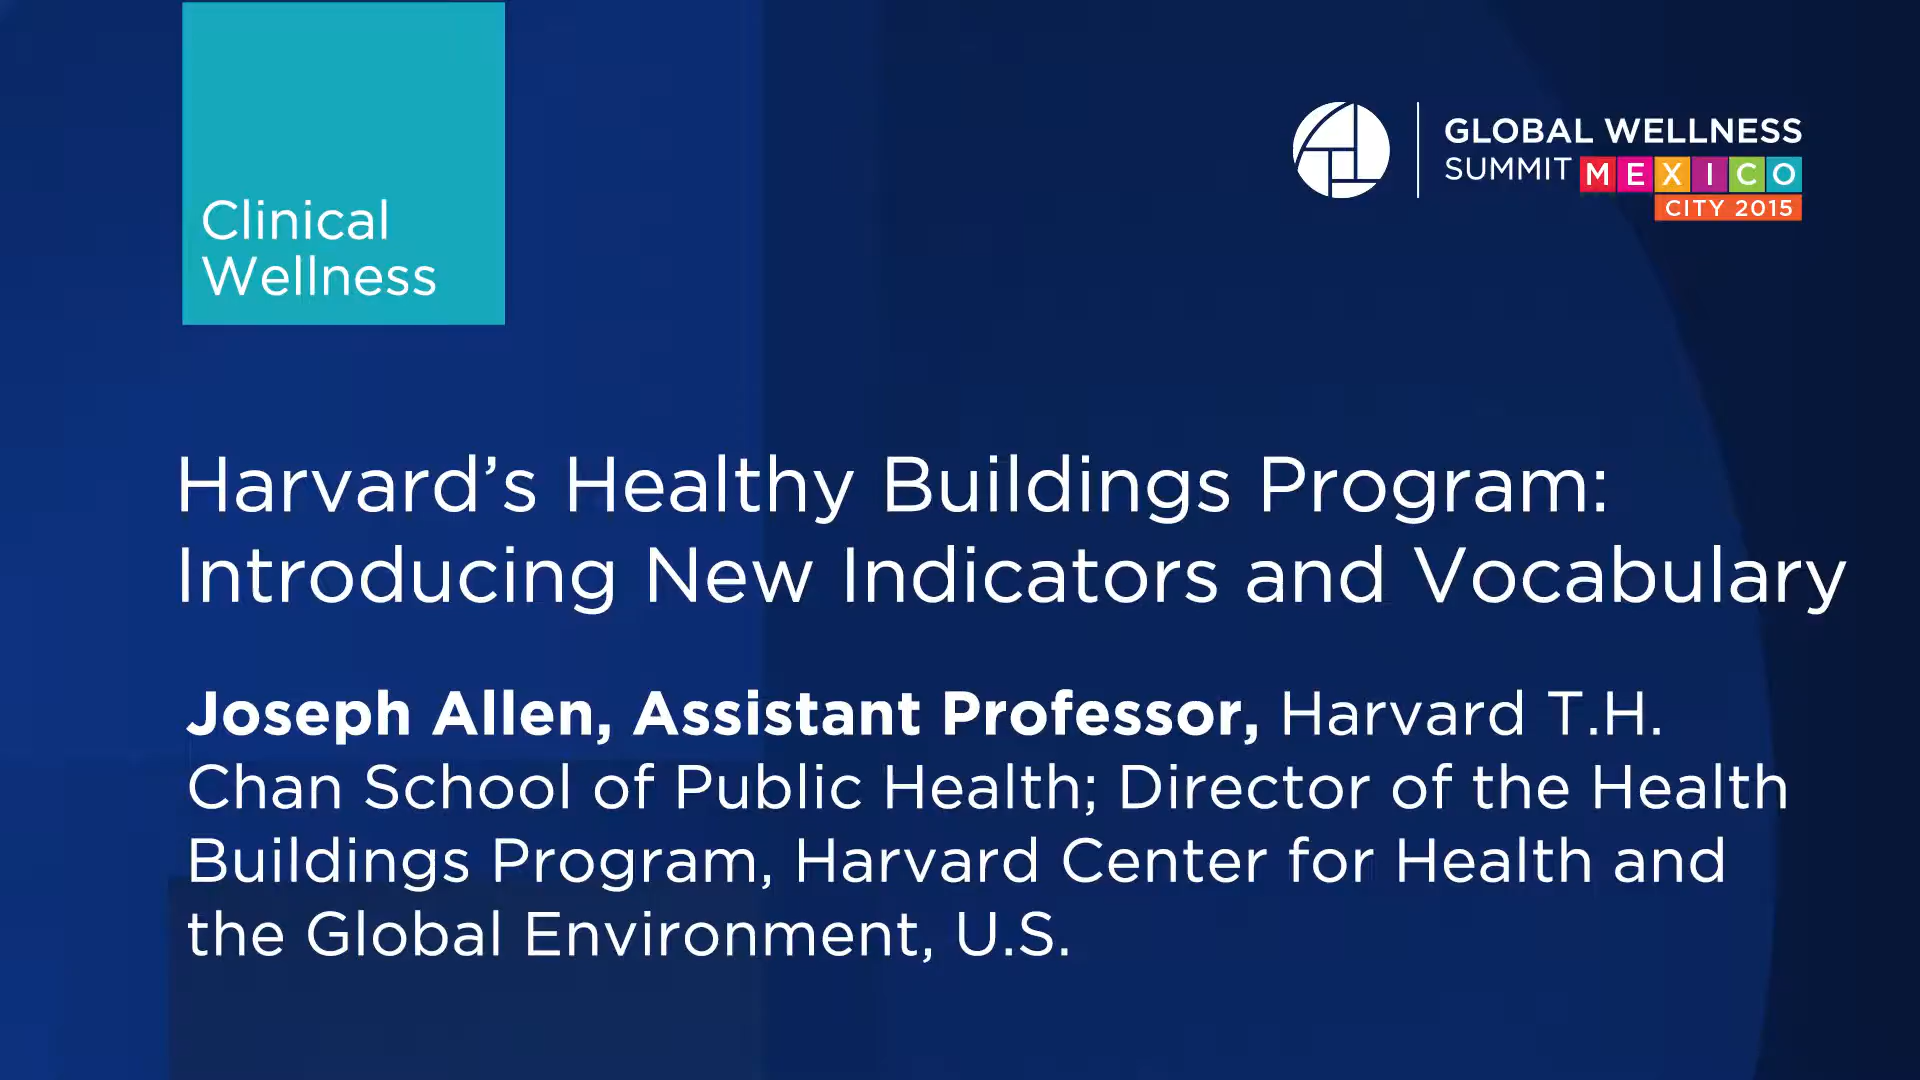 Clinical
Wellness
GLOBAL WELLNESS
SUMMIT MEXICO
CITY 2015
Harvard’s Healthy Buildings Program:
Introducing New Indicators and Vocabulary
Joseph Allen, Assistant Professor, Harvard T.H.
Chan School of Public Health; Director of the Health
Buildings Program, Harvard Center for Health and
the Global Environment, U.S.